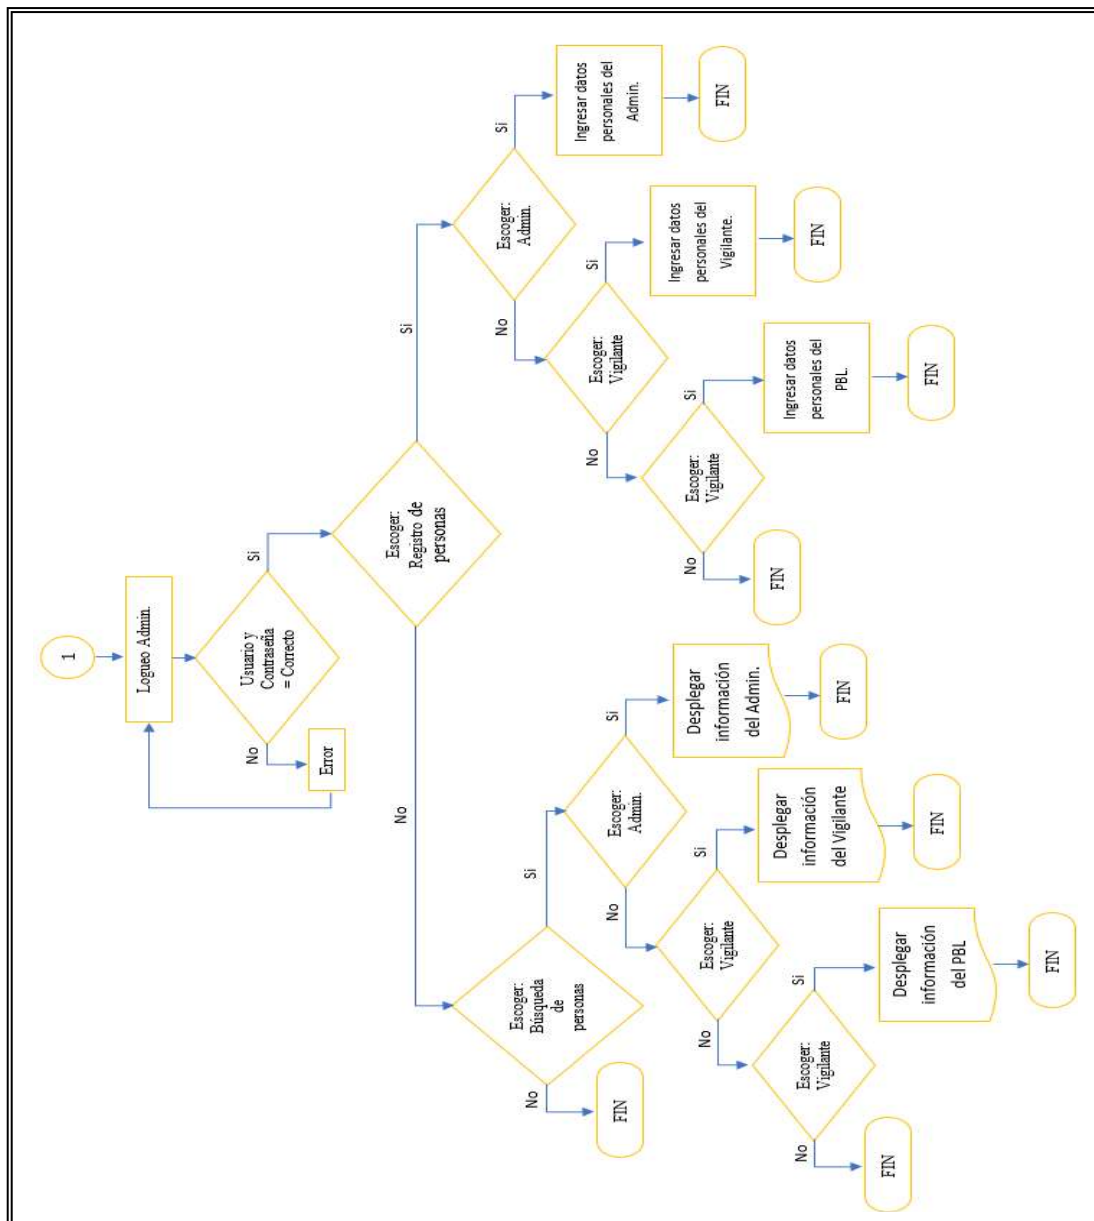 1
Logueo Admin.
Usuario y
Contraseña
= Correcto
No
Error
Si
Escoger:
Registro de
personas
Si
Escoger:
Admin.
Si
Ingresar datos
personales del
Admin.
FIN
No
Escoger:
Vigilante
Si
Ingresar datos
personales del
Vigilante.
FIN
No
Escoger:
Vigilante
Si
Ingresar datos
personales del
PBL.
FIN
No
FIN
No
Escoger:
Búsqueda
de
personas
No
FIN
Si
Escoger:
Admin.
Si
Desplegar
información
del Admin.
FIN
No
Escoger:
Vigilante
Si
Desplegar
información
del Vigilante
FIN
No
Escoger:
Vigilante
Si
Desplegar
información
del PBL
FIN
No
FIN